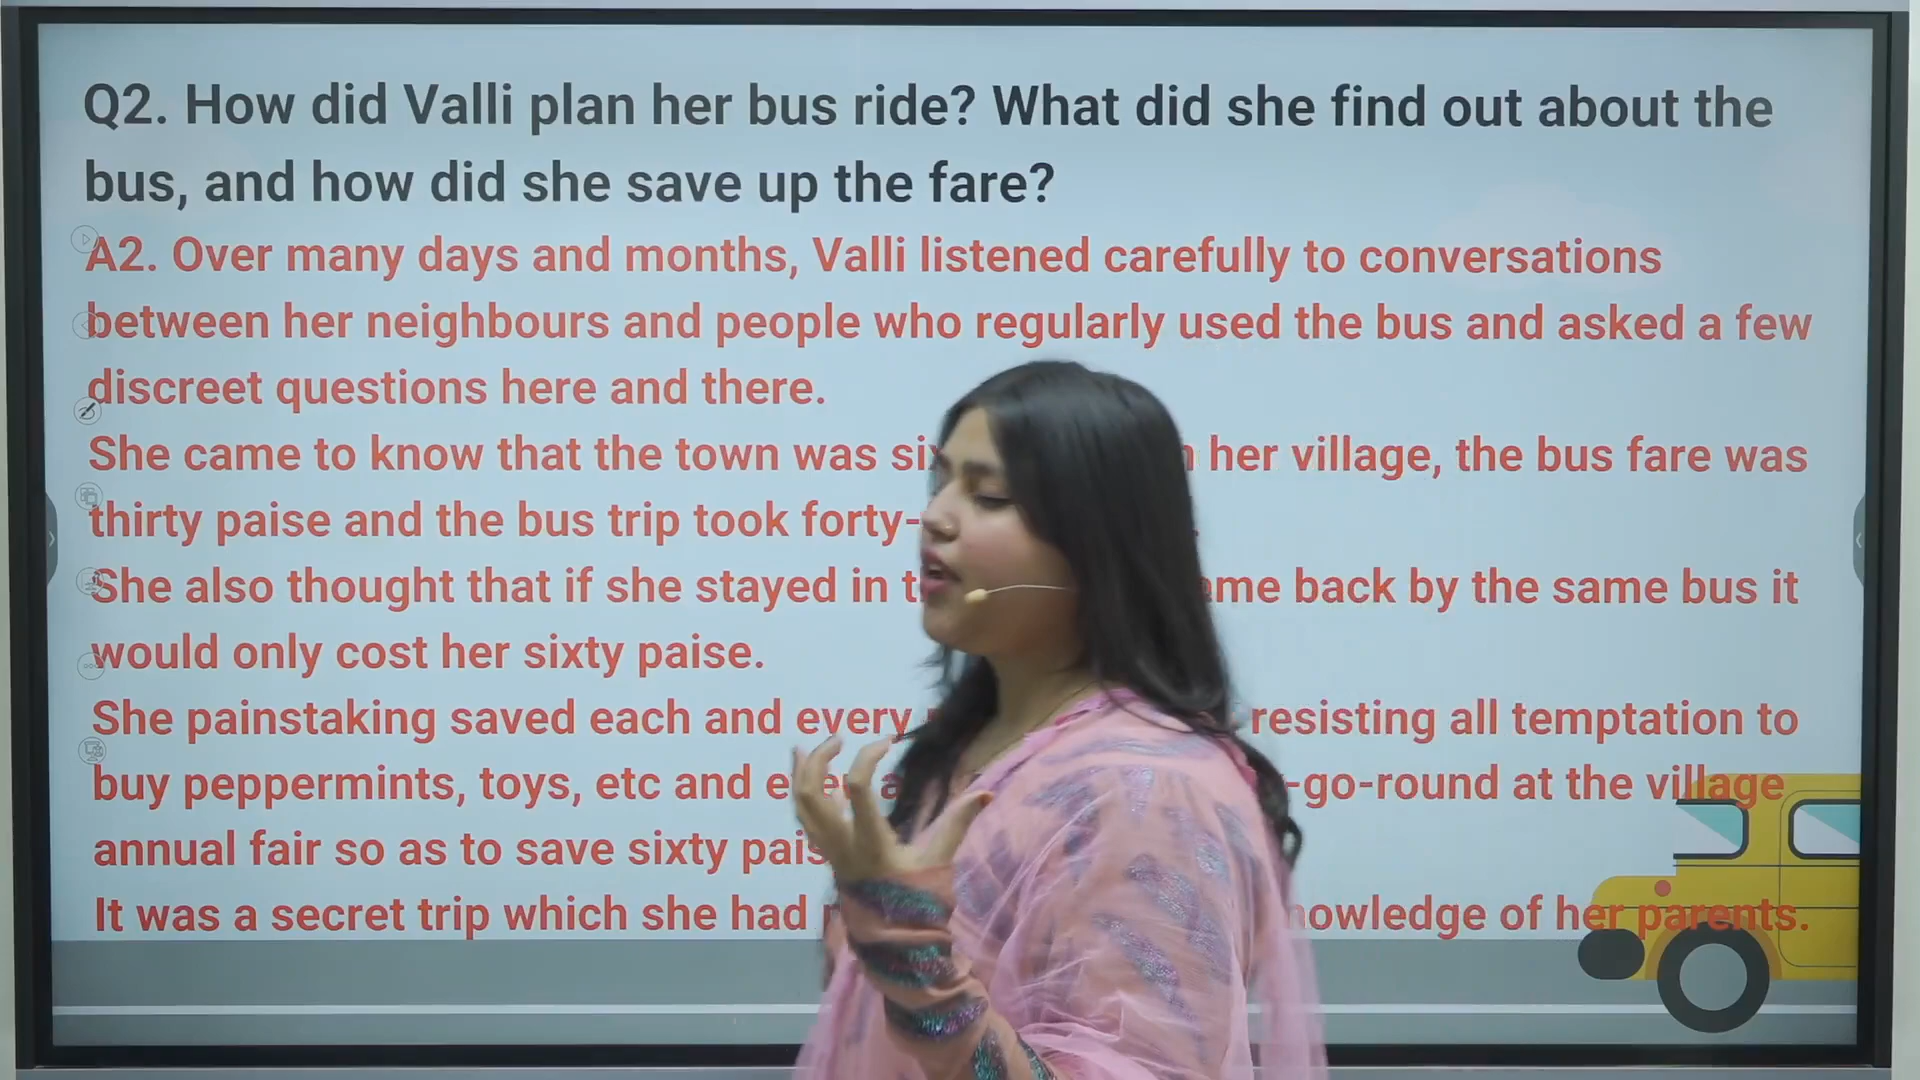 Q2. How did Valli plan her bus ride? What did she find out about the
bus, and how did she save up the fare?
A2. Over many days and months, Valli listened carefully to conversations
between her neighbours and people who regularly used the bus and asked a few
discreet questions here and there.
She came to know that the town was her village, the bus fare was
thirty paise and the bus trip took forty-
She also thought that if she stayed in back by the same bus it
would only cost her sixty paise.
She painstaking saved each and every resisting all temptation to
buy peppermints, toys, etc and -go-round at the village
annual fair so as to save sixty
It was a secret trip which she had of her parents.